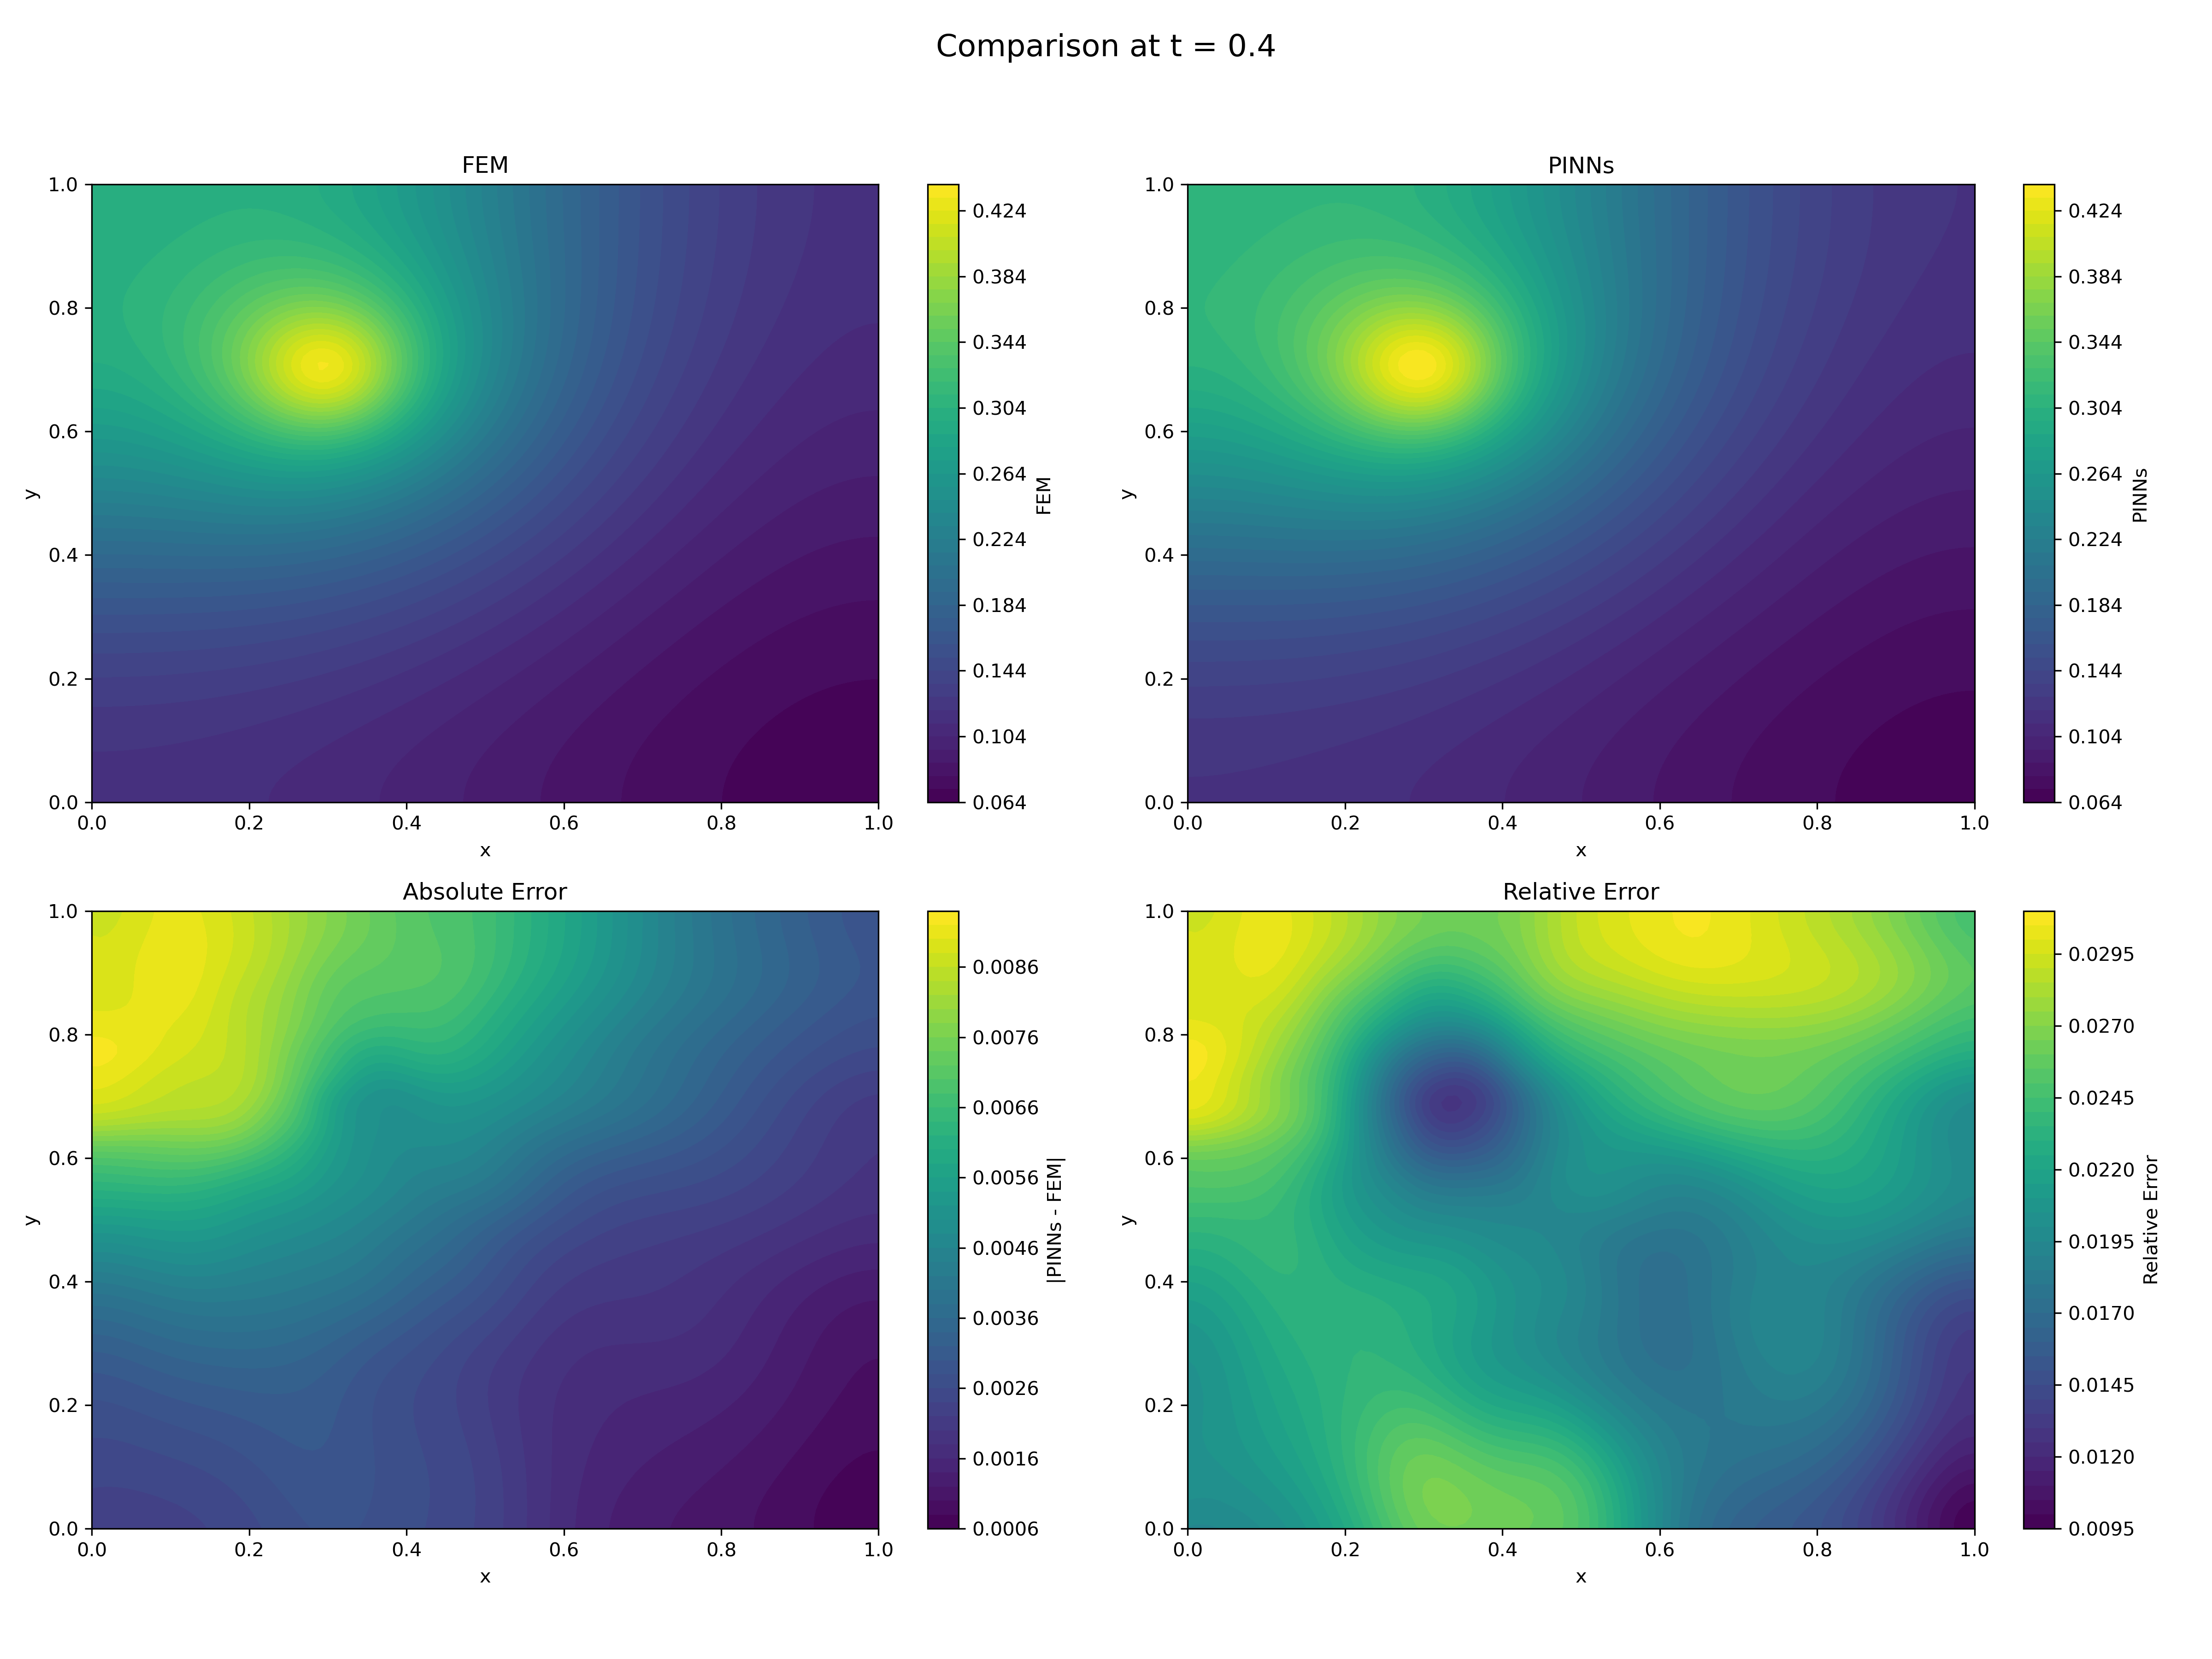 Comparison at t = 0.4
FEM
1.0
0.8
0.6
0.4
0.2
0.0
y
0.0 0.2 0.4 0.6 0.8 1.0
x
0.424
0.384
0.344
0.304
0.264
0.224
0.184
0.144
0.104
0.064
FEM
PINNs
1.0
0.8
0.6
0.4
0.2
0.0
y
0.0 0.2 0.4 0.6 0.8 1.0
x
0.424
0.384
0.344
0.304
0.264
0.224
0.184
0.144
0.104
0.064
PINNs
Absolute Error
1.0
0.8
0.6
0.4
0.2
0.0
y
0.0 0.2 0.4 0.6 0.8 1.0
x
0.0086
0.0076
0.0066
0.0056
0.0046
0.0036
0.0026
0.0016
0.0006
|PINNs - FEM|
Relative Error
1.0
0.8
0.6
0.4
0.2
0.0
y
0.0 0.2 0.4 0.6 0.8 1.0
x
0.0295
0.0270
0.0245
0.0220
0.0195
0.0170
0.0145
0.0120
0.0095
Relative Error